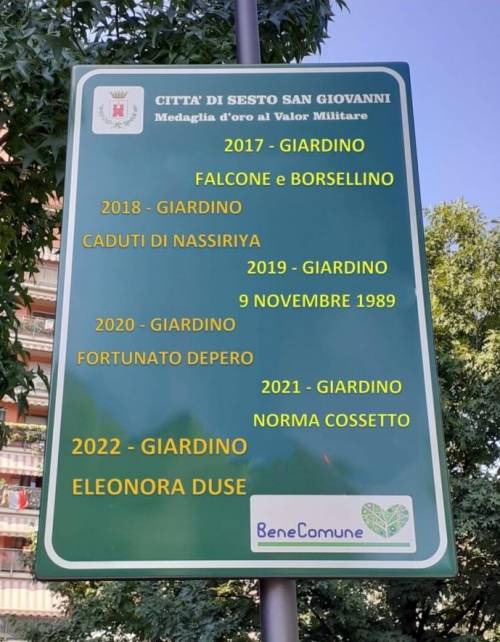 CITTA' DI SESTO SAN GIOVANNI
Medaglia d'oro al Valor Militare
2017 - GIARDINO
FALCONE e BORSELLINO
2018 - GIARDINO
CADUTI DI NASSIRIYA
2019 - GIARDINO
9 NOVEMBRE 1989
2020 - GIARDINO
FORTUNATO DEPERO
2021 - GIARDINO
NORMA COSSETTO
2022 - GIARDINO
ELEONORA DUSE
BeneComune